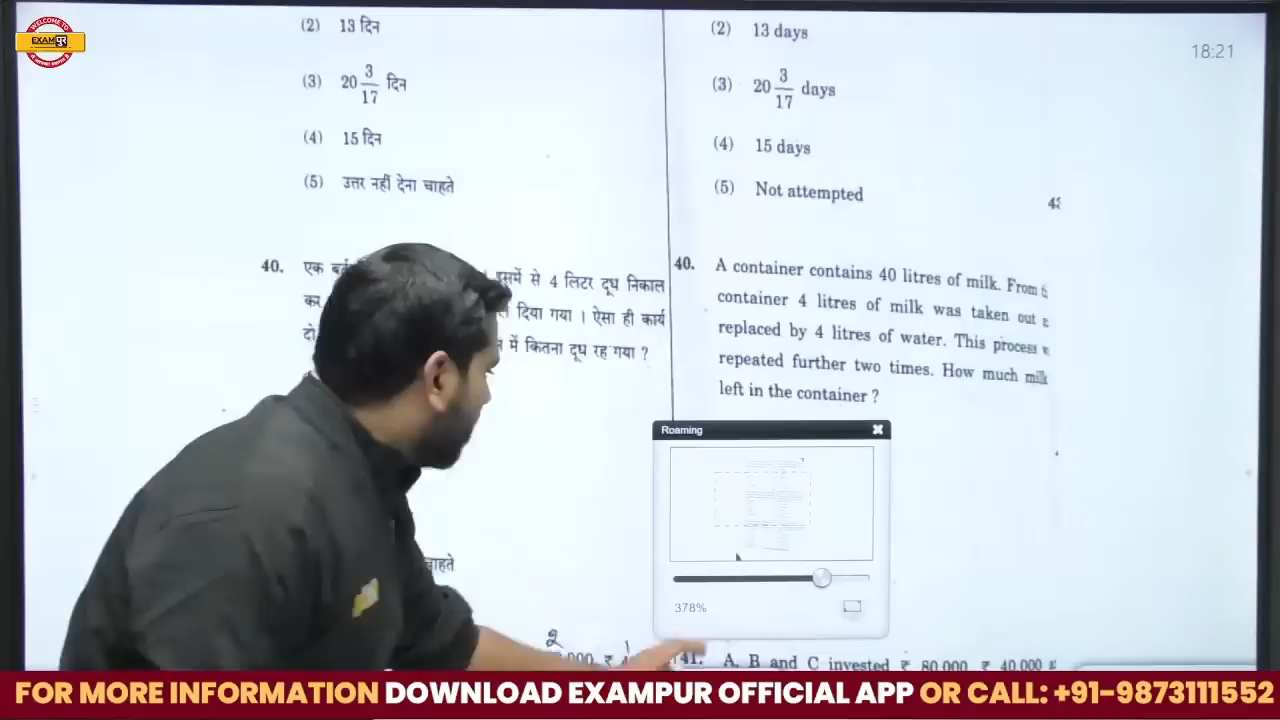 WELCOME TO
EXAMपुर
18:21
(2) 13 दिन
(3) 20 3/17 दिन
(4) 15 दिन
(5) उत्तर नहीं देना चाहते
40. एक
इसमें से 4 लिटर दूध निकाल
कर
दिया गया । ऐसा ही कार्य
दो
में कितना दूध रह गया ?
(2) 13 days
(3) 20 3/17 days
(4) 15 days
(5) Not attempted
40. A container contains 40 litres of milk. From
container 4 litres of milk was taken out
replaced by 4 litres of water. This process
repeated further two times. How much milk
left in the container ?
Roaming
378%
41. A, B and C invested ₹ 80,000, ₹ 40,000
FOR MORE INFORMATION DOWNLOAD EXAMPUR OFFICIAL APP OR CALL: +91-9873111552